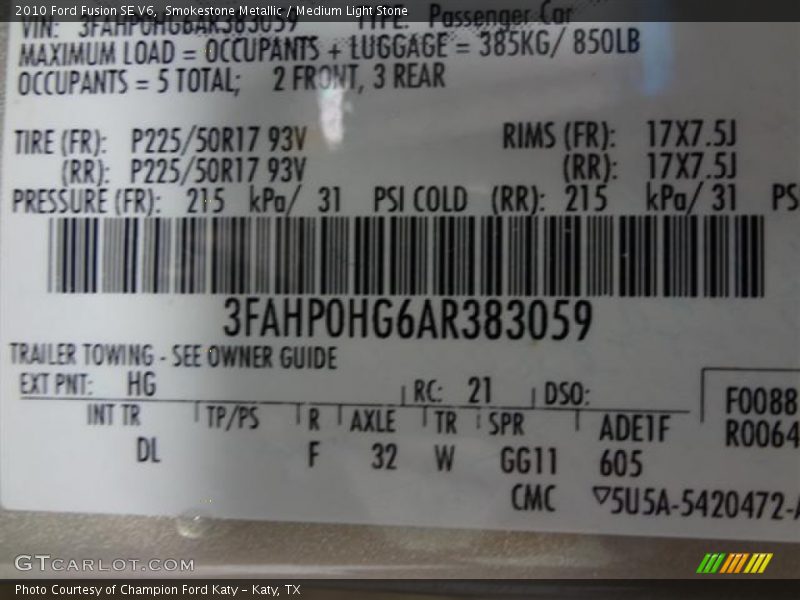 2010 Ford Fusion SE V6, Smokestone Metallic / Medium Light Stone
VIN: 3FAHP0HG6AR383059 TYPE: Passenger Car
MAXIMUM LOAD = OCCUPANTS + LUGGAGE = 385KG/ 850LB
OCCUPANTS = 5 TOTAL; 2 FRONT, 3 REAR
TIRE (FR): P225/50R17 93V RIMS (FR): 17X7.5J
(RR): P225/50R17 93V (RR): 17X7.5J
PRESSURE (FR): 215 kPa/ 31 PSI COLD (RR): 215 kPa/ 31 PS
3FAHP0HG6AR383059
TRAILER TOWING - SEE OWNER GUIDE
EXT PNT: HG RC: 21 DSO: F0088
INT TR TP/PS R AXLE TR SPR ADE1F R0064
DL F 32 W GG11 605
CMC ▽5U5A-5420472-A
GTCARLOT.COM
Photo Courtesy of Champion Ford Katy – Katy, TX